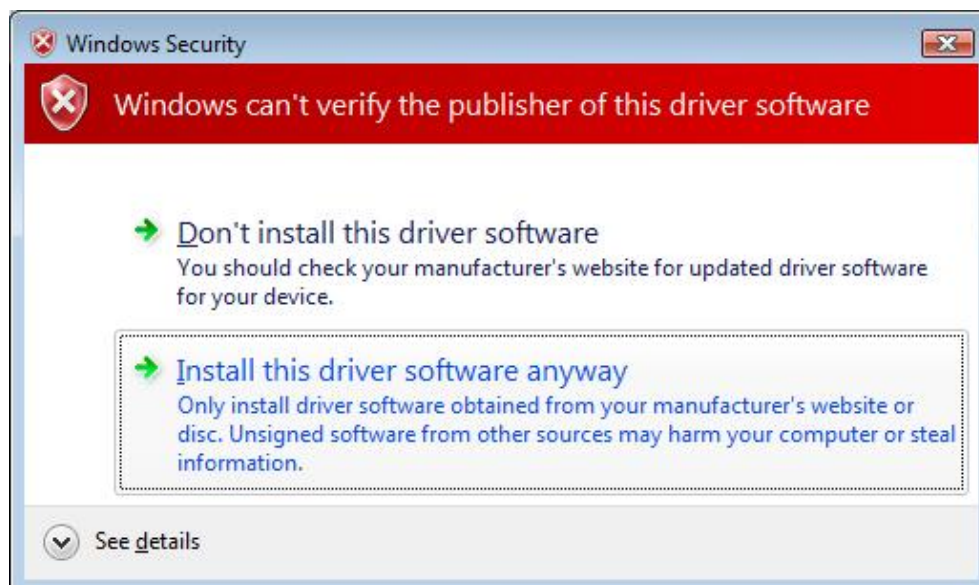 Windows Security
Windows can't verify the publisher of this driver software
Don't install this driver software
You should check your manufacturer's website for updated driver software
for your device.
Install this driver software anyway
Only install driver software obtained from your manufacturer's website or
disc. Unsigned software from other sources may harm your computer or steal
information.
See details